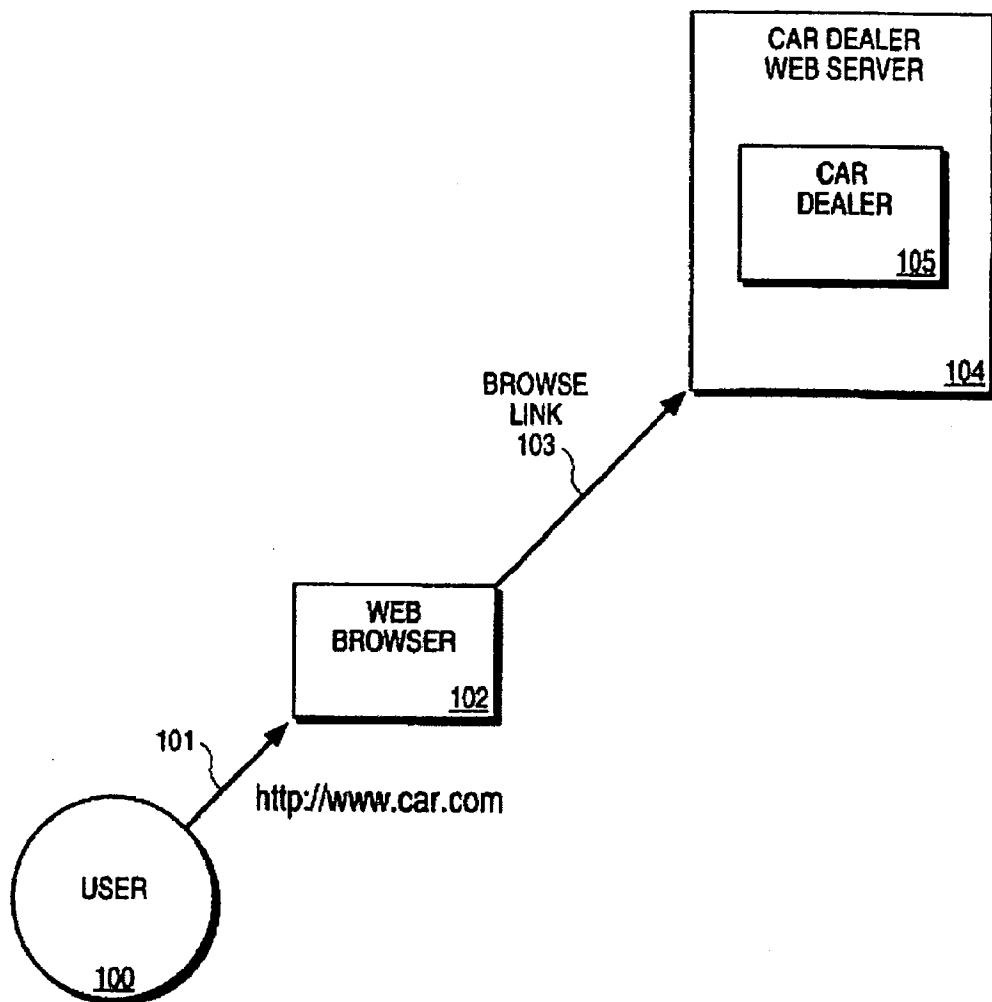 CAR DEALER
WEB SERVER
CAR
DEALER
105
104
BROWSE
LINK
103
WEB
BROWSER
102
101
http://www.car.com
USER
100